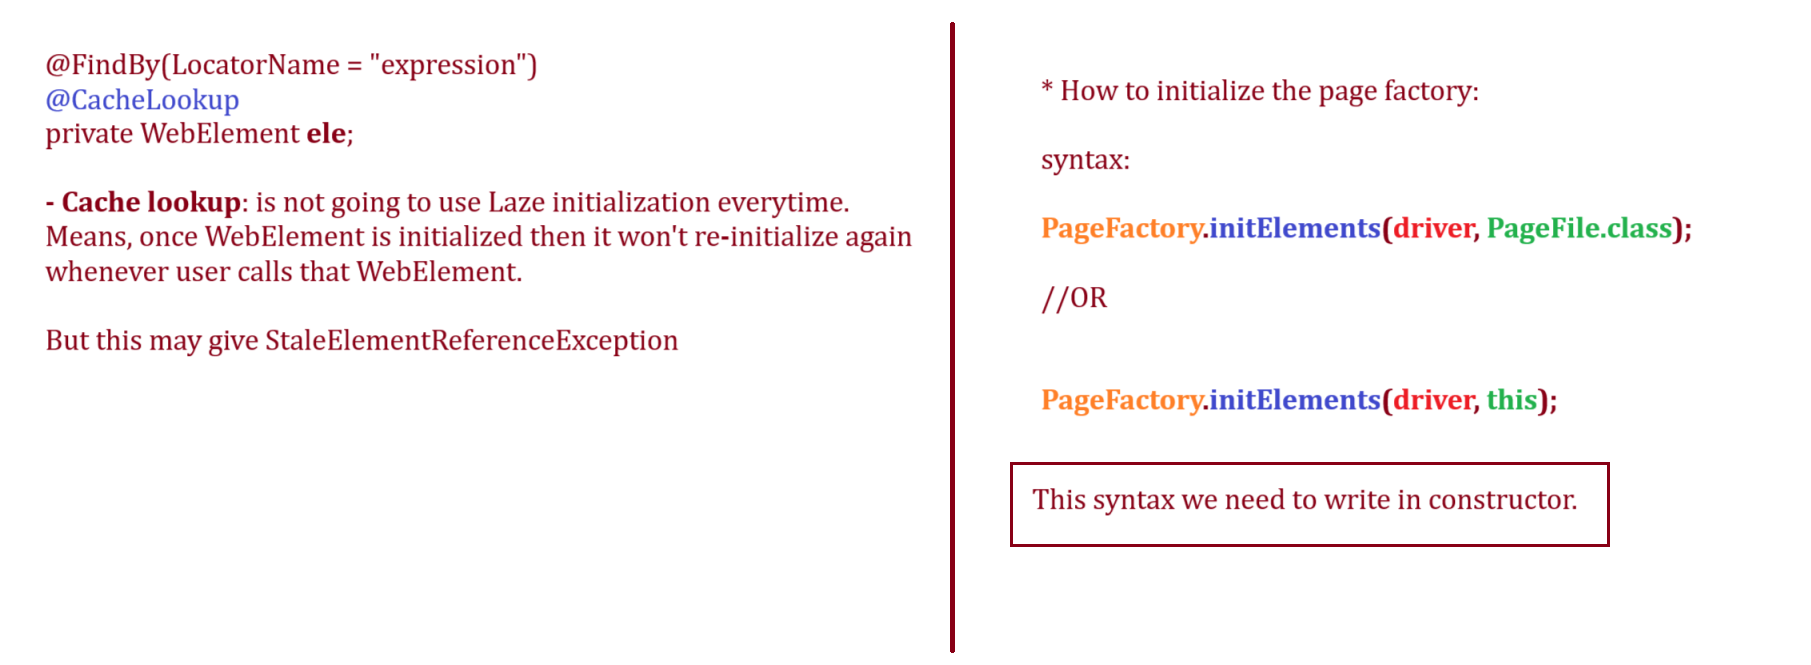 @FindBy(LocatorName = "expression")
@CacheLookup
private WebElement ele;
- Cache lookup: is not going to use Laze initialization everytime.
Means, once WebElement is initialized then it won't re-initialize again
whenever user calls that WebElement.
But this may give StaleElementReferenceException
* How to initialize the page factory:
syntax:
PageFactory.initElements(driver, PageFile.class);
//OR
PageFactory.initElements(driver, this);
This syntax we need to write in constructor.